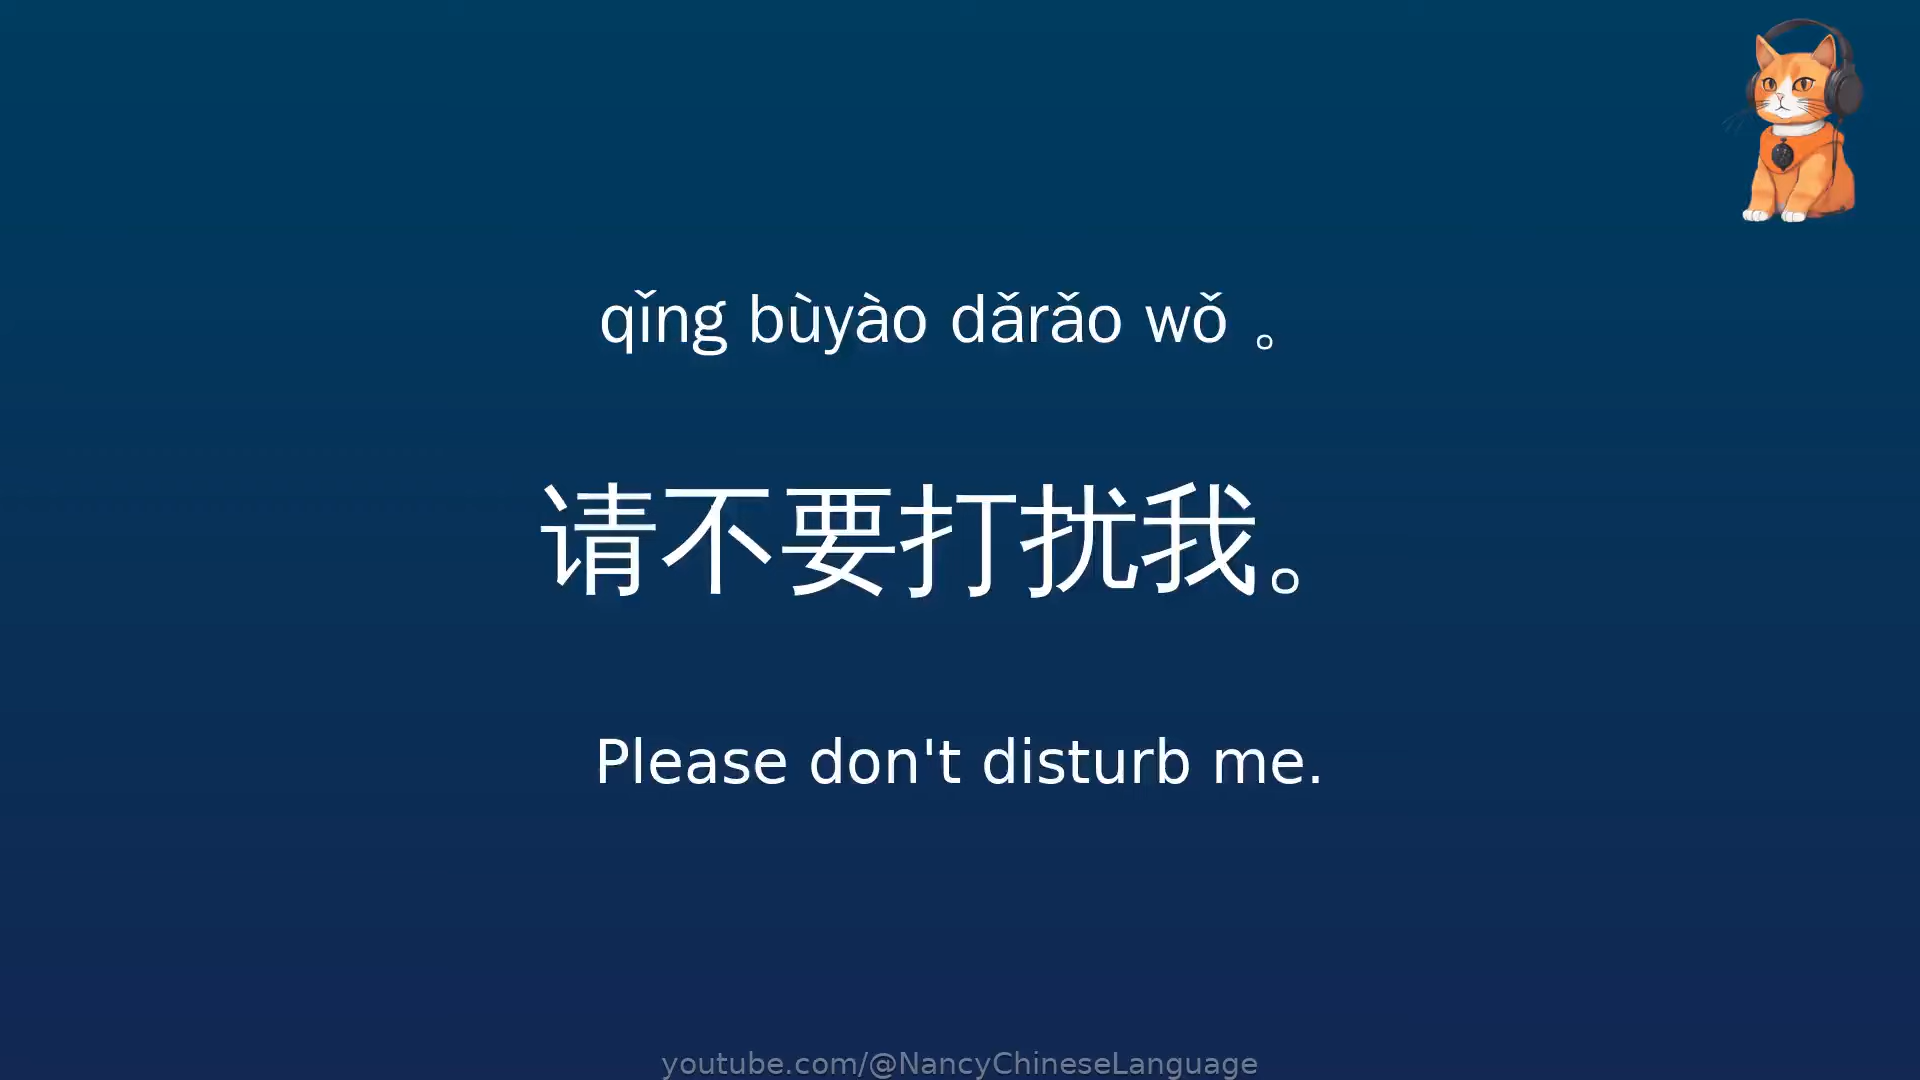 qǐng bùyào dǎrǎo wǒ 。
请不要打扰我。
Please don't disturb me.
youtube.com/@NancyChineseLanguage